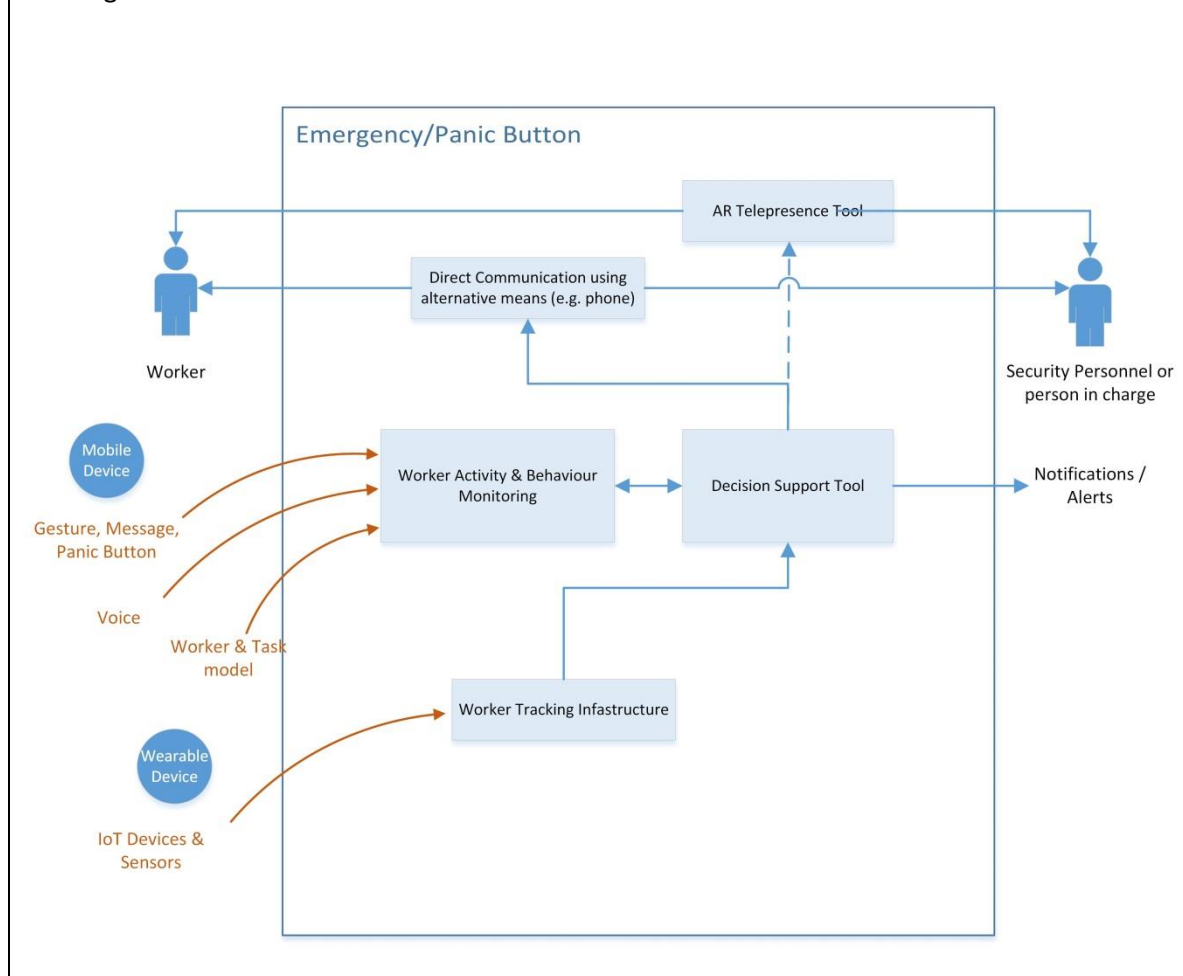 Emergency/Panic Button
AR Telepresence Tool
Direct Communication using
alternative means (e.g. phone)
Worker
Security Personnel or
person in charge
Mobile
Device
Worker Activity & Behaviour
Monitoring
Decision Support Tool
Notifications /
Alerts
Gesture, Message,
Panic Button
Voice
Worker & Task
model
Worker Tracking Infastructure
Wearable
Device
IoT Devices &
Sensors